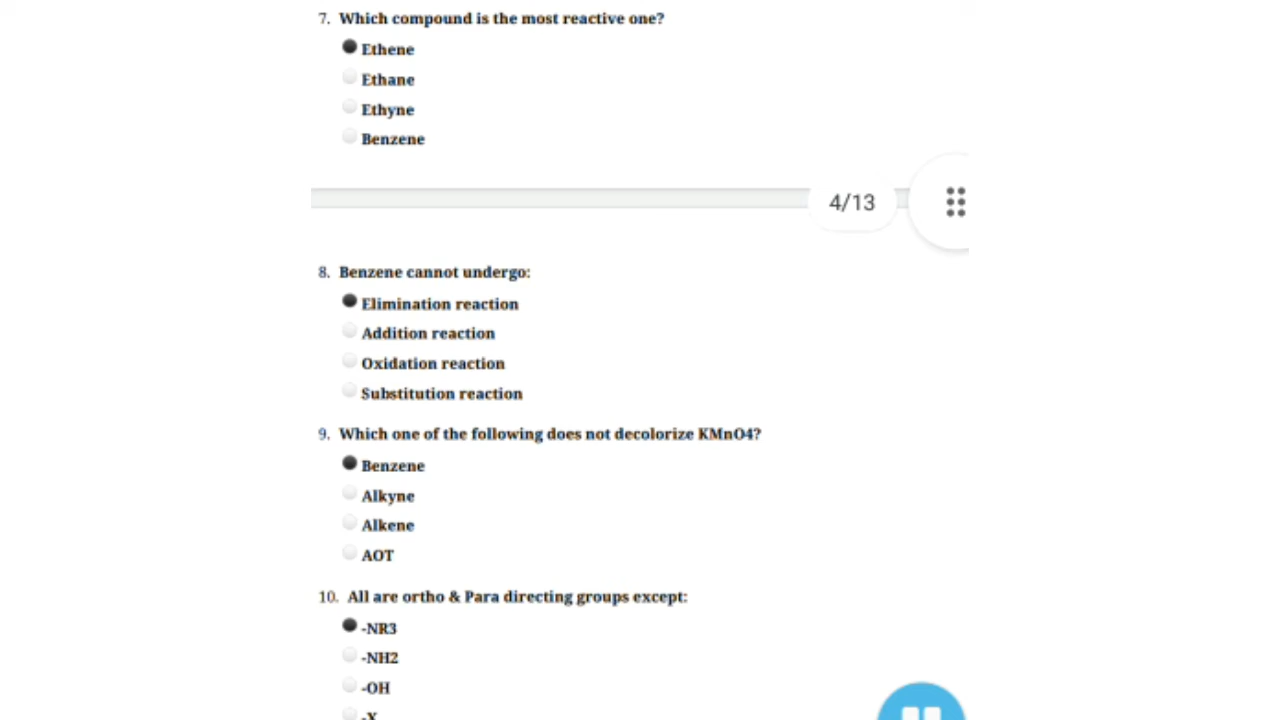 7. Which compound is the most reactive one?
Ethene
Ethane
Ethyne
Benzene
4/13
8. Benzene cannot undergo:
Elimination reaction
Addition reaction
Oxidation reaction
Substitution reaction
9. Which one of the following does not decolorize KMnO4?
Benzene
Alkyne
Alkene
AOT
10. All are ortho & Para directing groups except:
-NR3
-NH2
-OH
-X